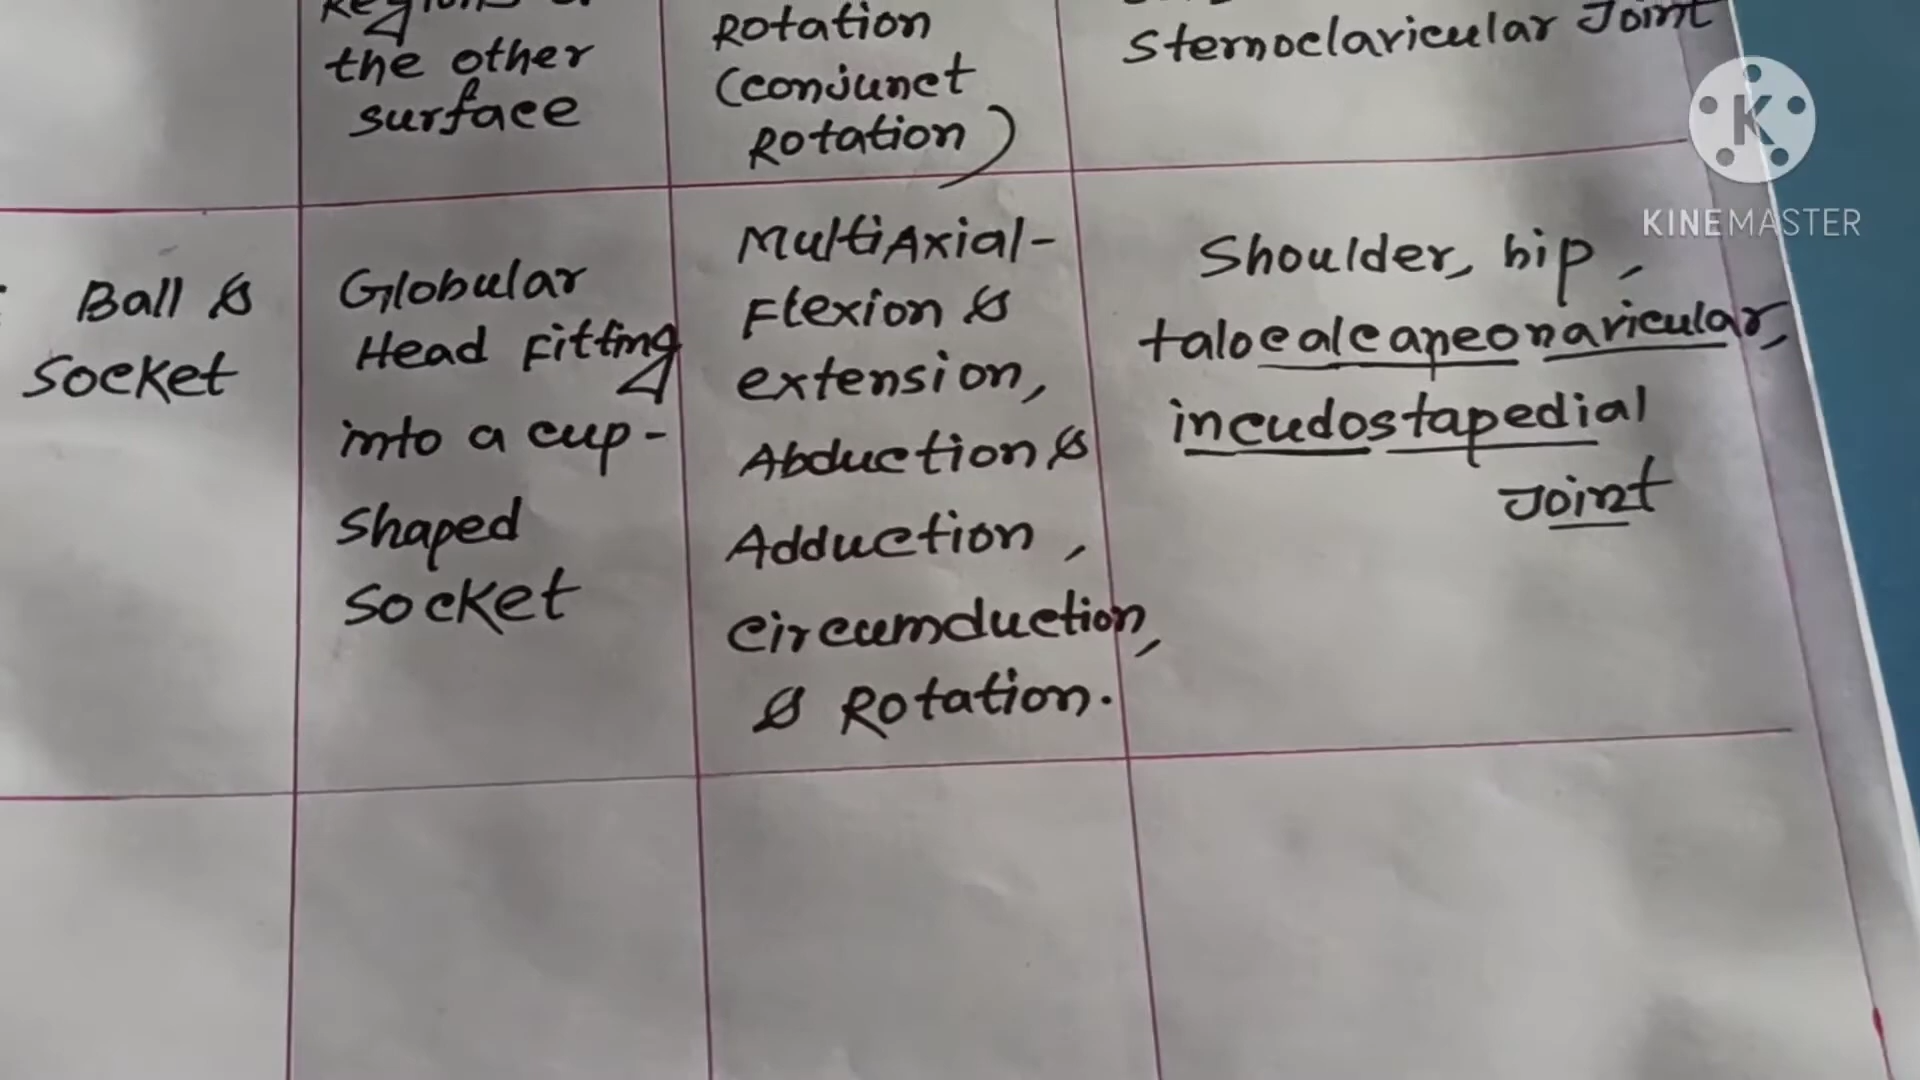 the other
surface
Rotation
(conjunct
Rotation)
Sternoclavicular Joint
Ball &
Socket
Globular
Head Fitting
into a cup-
shaped
socket
MultiAxial-
Flexion &
extension,
Abduction &
Adduction,
circumduction,
& Rotation.
Shoulder, hip,
talocalcaneonavicular,
incudostapedial
Joint
K
KINEMASTER